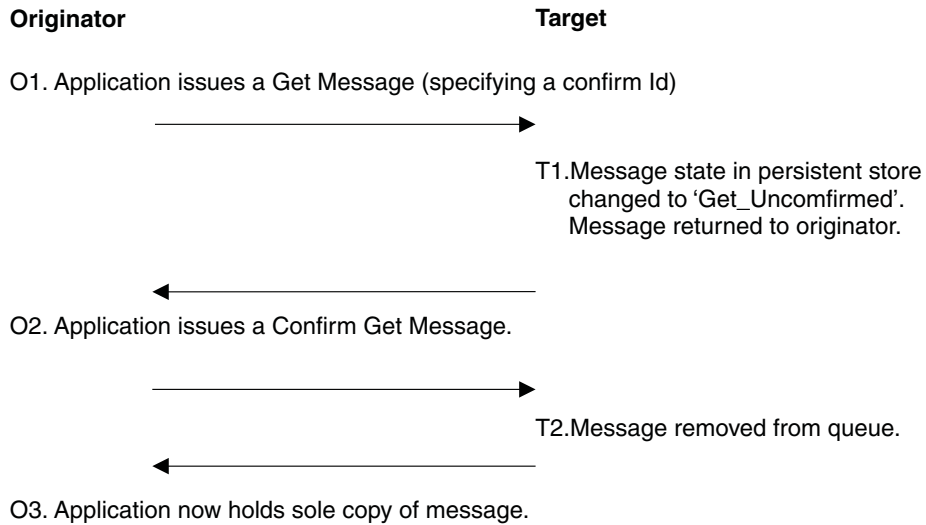 Originator
Target
O1. Application issues a Get Message (specifying a confirm Id)
T1.Message state in persistent store
changed to ‘Get_Uncomfirmed’.
Message returned to originator.
O2. Application issues a Confirm Get Message.
T2.Message removed from queue.
O3. Application now holds sole copy of message.